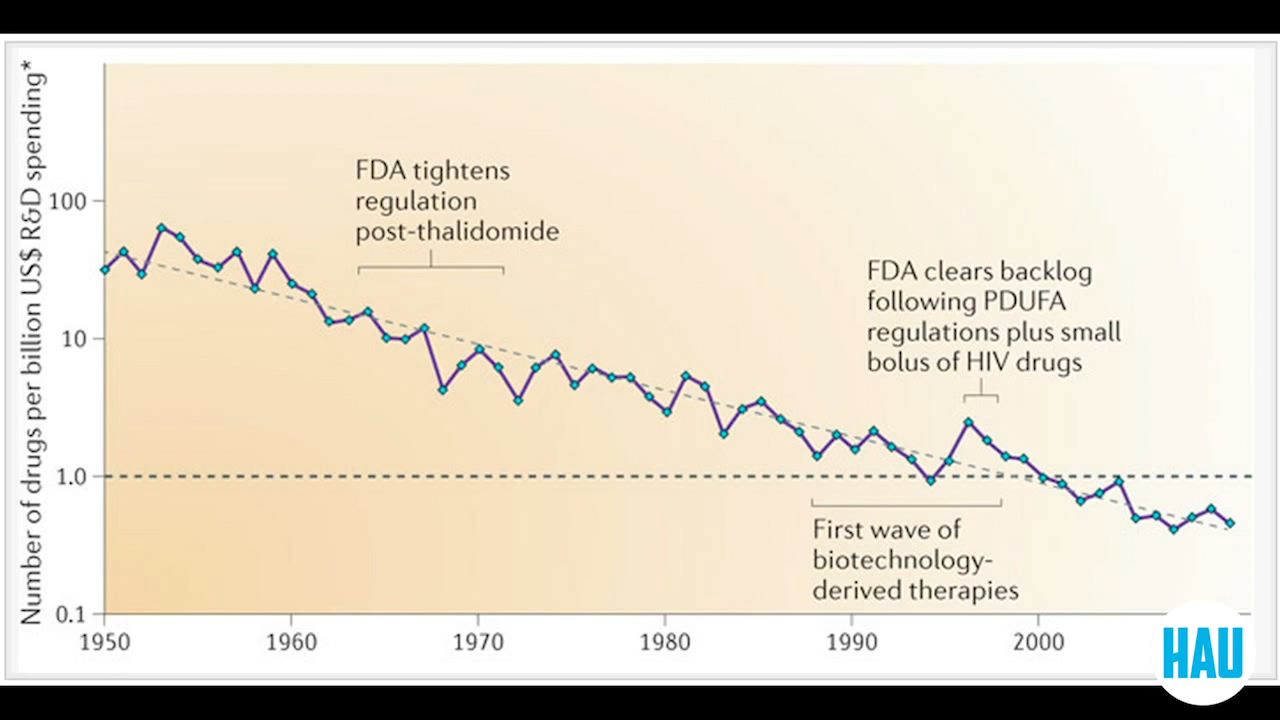 Number of drugs per billion US$ R&D spending*
100
10
1.0
0.1
FDA tightens
regulation
post-thalidomide
FDA clears backlog
following PDUFA
regulations plus small
bolus of HIV drugs
First wave of
biotechnology-
derived therapies
1950 1960 1970 1980 1990 2000
HAU